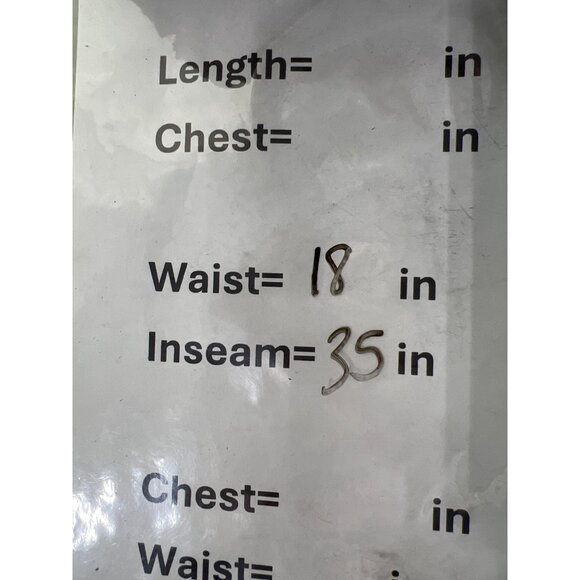 Length= in
Chest= in
Waist= 18 in
Inseam= 35 in
Chest= in
Waist=